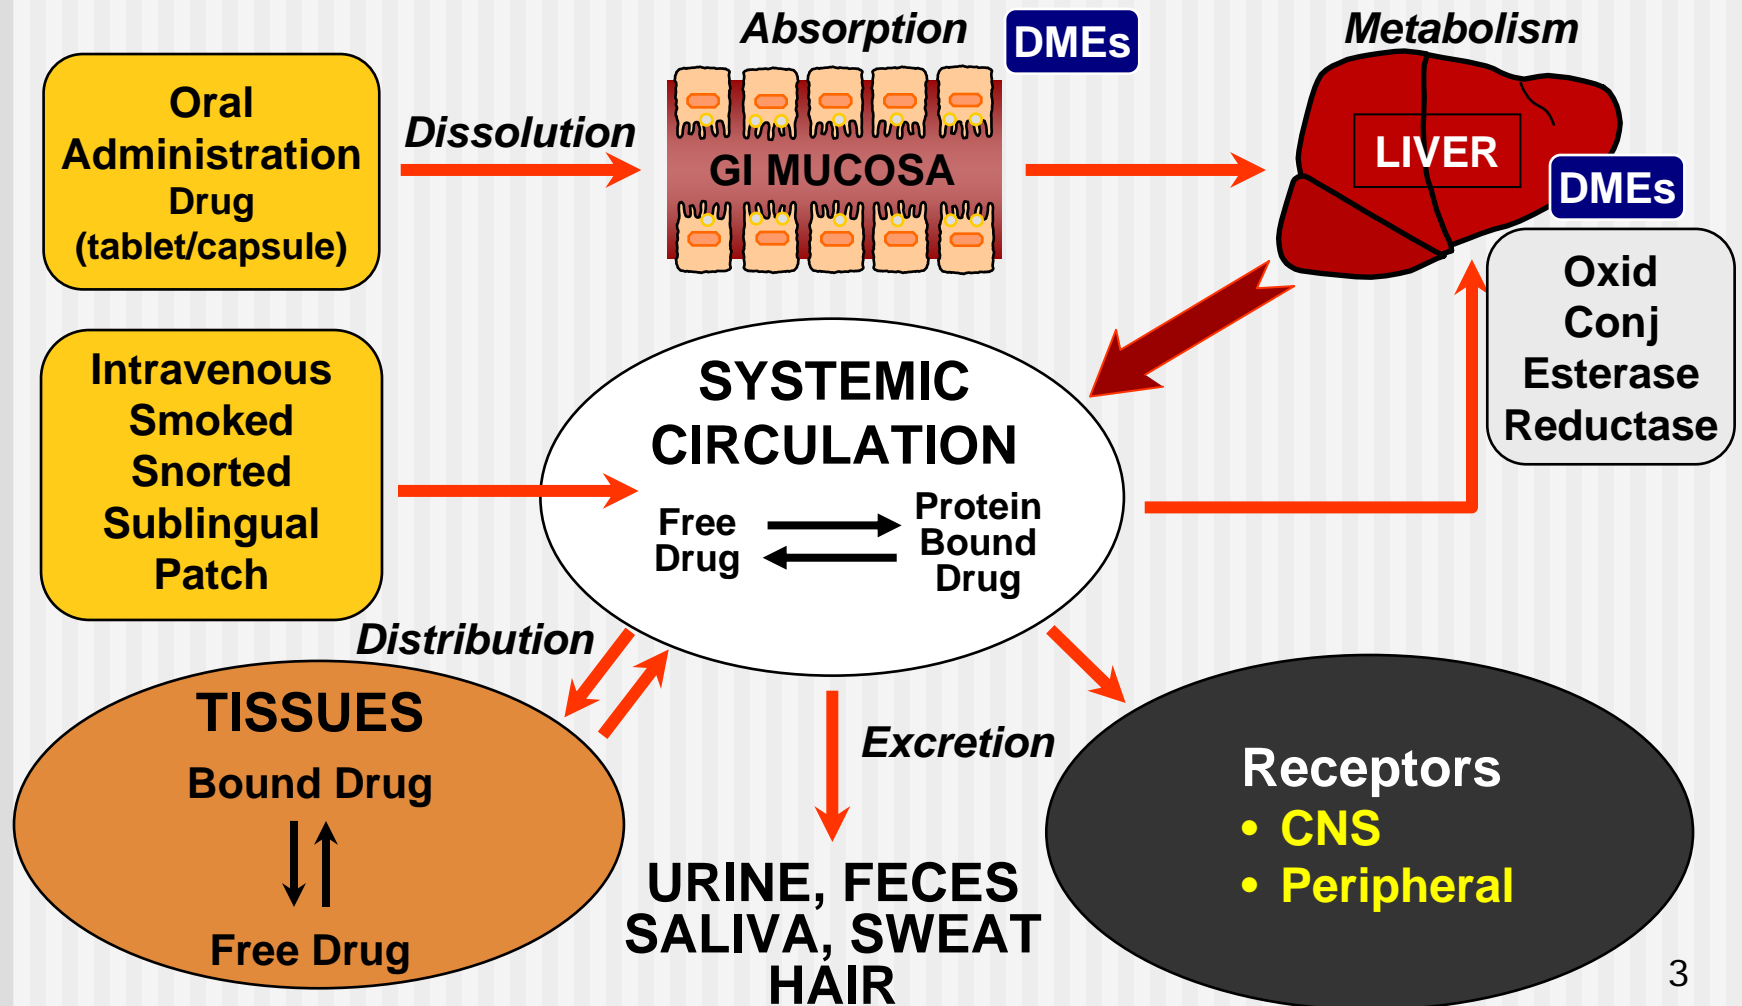 Absorption
DMEs
Metabolism
Oral
Administration
Drug
(tablet/capsule)
Dissolution
GI MUCOSA
LIVER
DMEs
Oxid
Conj
Esterase
Reductase
Intravenous
Smoked
Snorted
Sublingual
Patch
SYSTEMIC
CIRCULATION
Free
Drug
Protein
Bound
Drug
Distribution
TISSUES
Bound Drug
Free Drug
Excretion
URINE, FECES
SALIVA, SWEAT
HAIR
Receptors
• CNS
• Peripheral
3